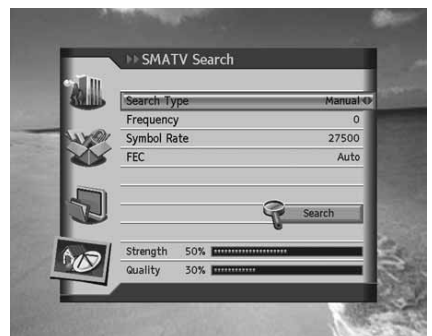 SMATV Search
Search Type Manual
Frequency 0
Symbol Rate 27500
FEC Auto
Search
Strength 50%
Quality 30%